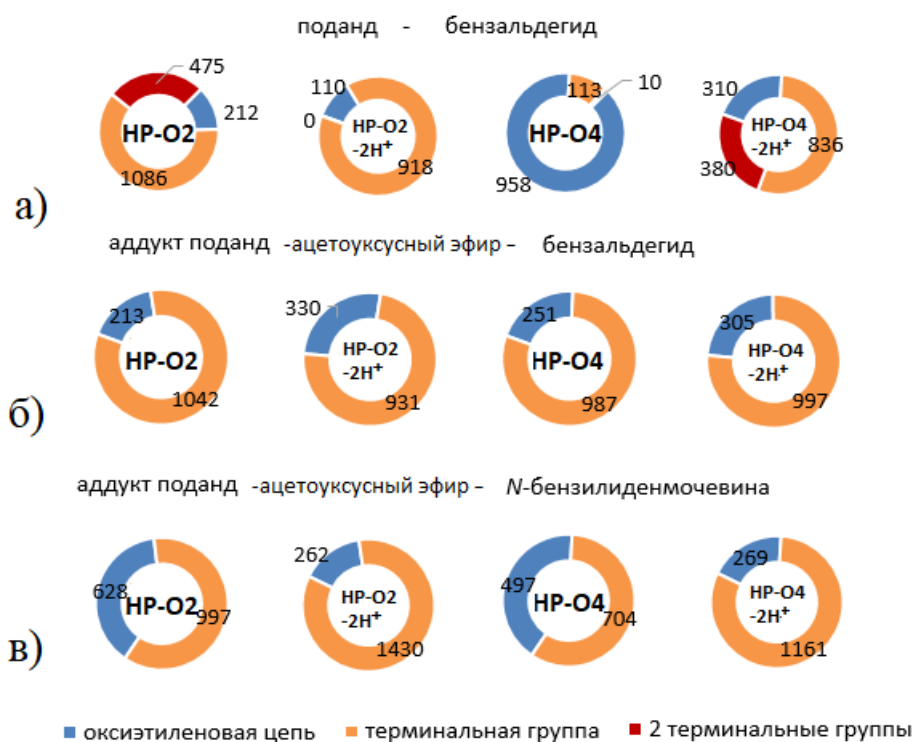 поданд - бензальдегид
475
212
HP-O2
1086
110
0
HP-O2
-2H⁺
918
113
10
HP-O4
958
310
HP-O4
-2H⁺
836
380
а)
аддукт поданд -ацетоуксусный эфир - бензальдегид
213
HP-O2
1042
330
HP-O2
-2H⁺
931
251
HP-O4
987
305
HP-O4
-2H⁺
997
б)
аддукт поданд -ацетоуксусный эфир - N-бензилиденмочевина
628
HP-O2
997
262
HP-O2
-2H⁺
1430
497
HP-O4
704
269
HP-O4
-2H⁺
1161
в)
оксиэтиленовая цепь терминальная группа 2 терминальные группы